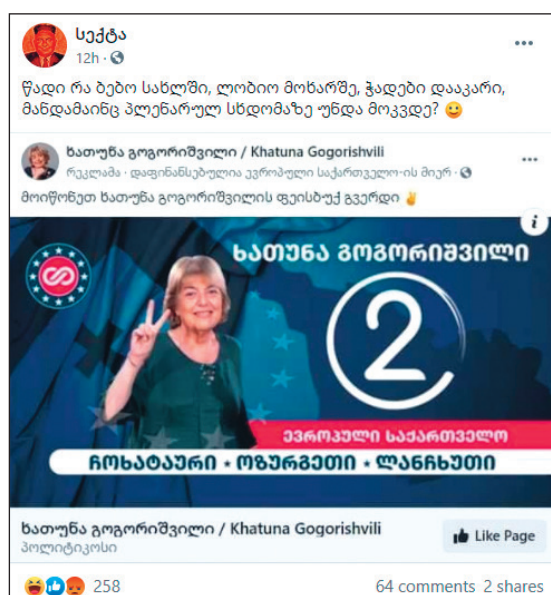 სექტა
12h ·
წადი რა ბებო სახლში, ლობიო მოხარშე, ჭადები დააკარი,
მანდამაინც პლენარულ სხდომაზე უნდა მოკვდე?
ხათუნა გოგორიშვილი / Khatuna Gogorishvili
რეკლამა · დაფინანსებულია ევროპული საქართველო-ის მიერ ·
მოიწონეთ ხათუნა გოგორიშვილის ფეისბუქ გვერდი
i
ხათუნა გოგორიშვილი
2
ევროპული საქართველო
ჩოხატაური • ოზურგეთი • ლანჩხუთი
ხათუნა გოგორიშვილი / Khatuna Gogorishvili
Like Page
პოლიტიკოსი
258
64 comments 2 shares